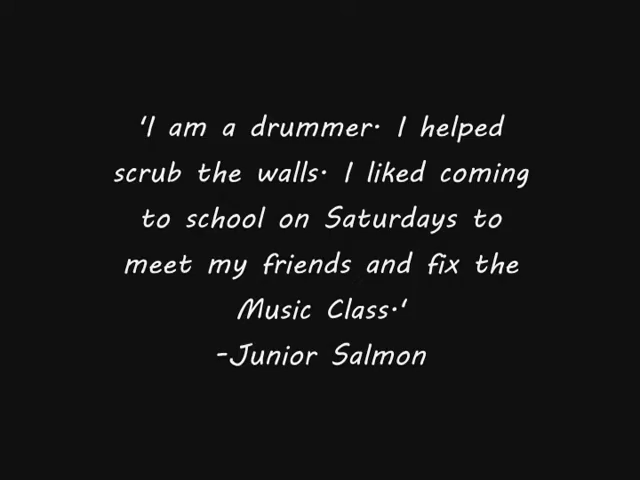 'I am a drummer. I helped
scrub the walls. I liked coming
to school on Saturdays to
meet my friends and fix the
Music Class.'
-Junior Salmon